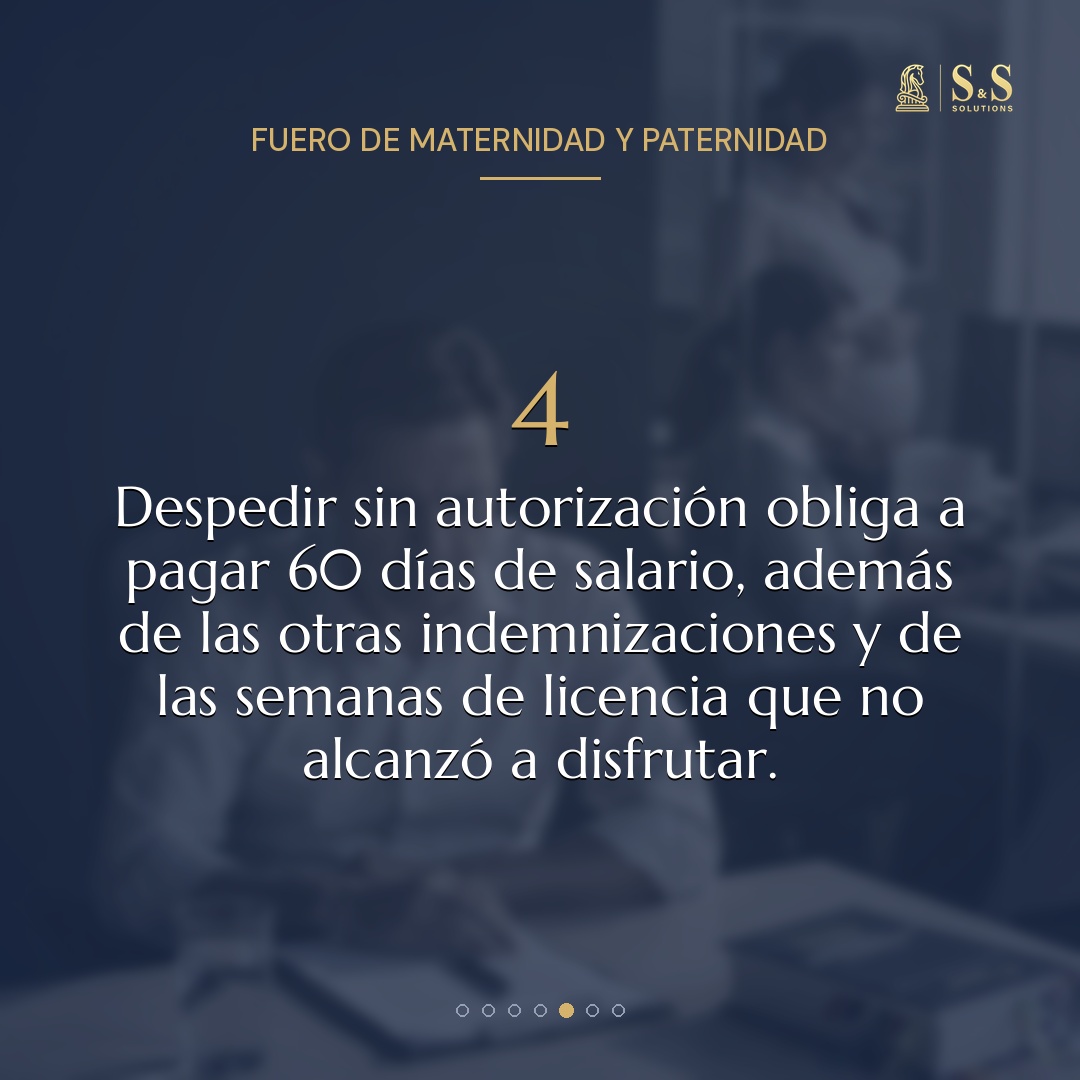 S&S
SOLUTIONS
FUERO DE MATERNIDAD Y PATERNIDAD
4
Despedir sin autorización obliga a
pagar 60 días de salario, además
de las otras indemnizaciones y de
las semanas de licencia que no
alcanzó a disfrutar.